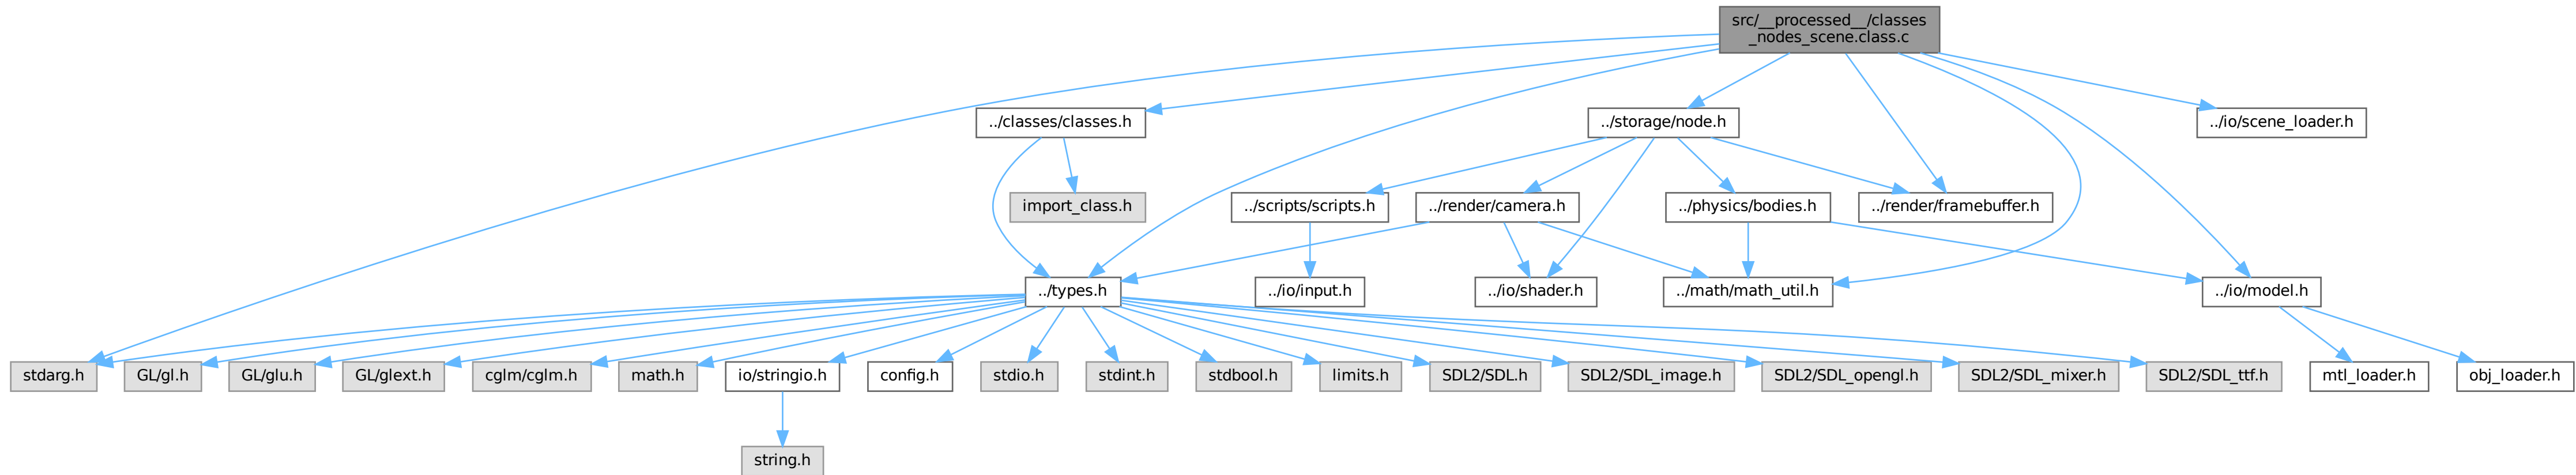 src/__processed__/classes
_nodes_scene.class.c
../classes/classes.h
../storage/node.h
../io/scene_loader.h
import_class.h
../scripts/scripts.h
../render/camera.h
../physics/bodies.h
../render/framebuffer.h
../types.h
../io/input.h
../io/shader.h
../math/math_util.h
../io/model.h
stdarg.h
GL/gl.h
GL/glu.h
GL/glext.h
cglm/cglm.h
math.h
io/stringio.h
config.h
stdio.h
stdint.h
stdbool.h
limits.h
SDL2/SDL.h
SDL2/SDL_image.h
SDL2/SDL_opengl.h
SDL2/SDL_mixer.h
SDL2/SDL_ttf.h
mtl_loader.h
obj_loader.h
string.h